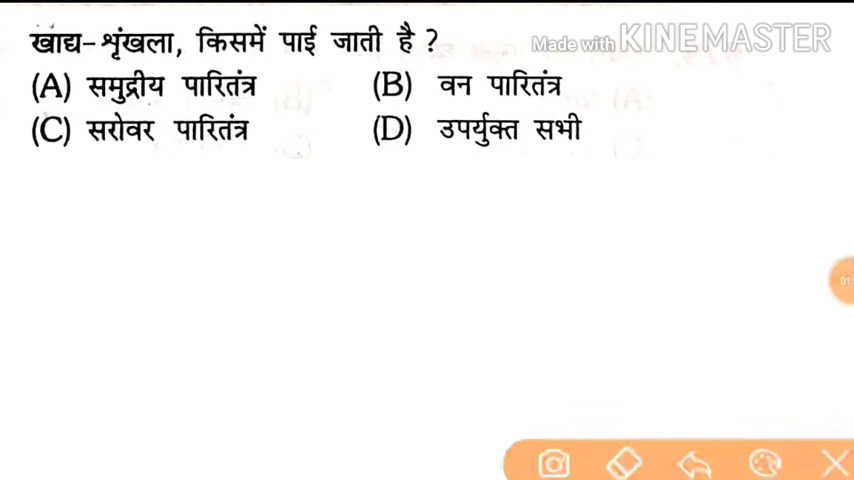 खाद्य-शृंखला, किसमें पाई जाती है ?
Made with KINEMASTER
(A) समुद्रीय पारितंत्र (B) वन पारितंत्र
(C) सरोवर पारितंत्र (D) उपर्युक्त सभी